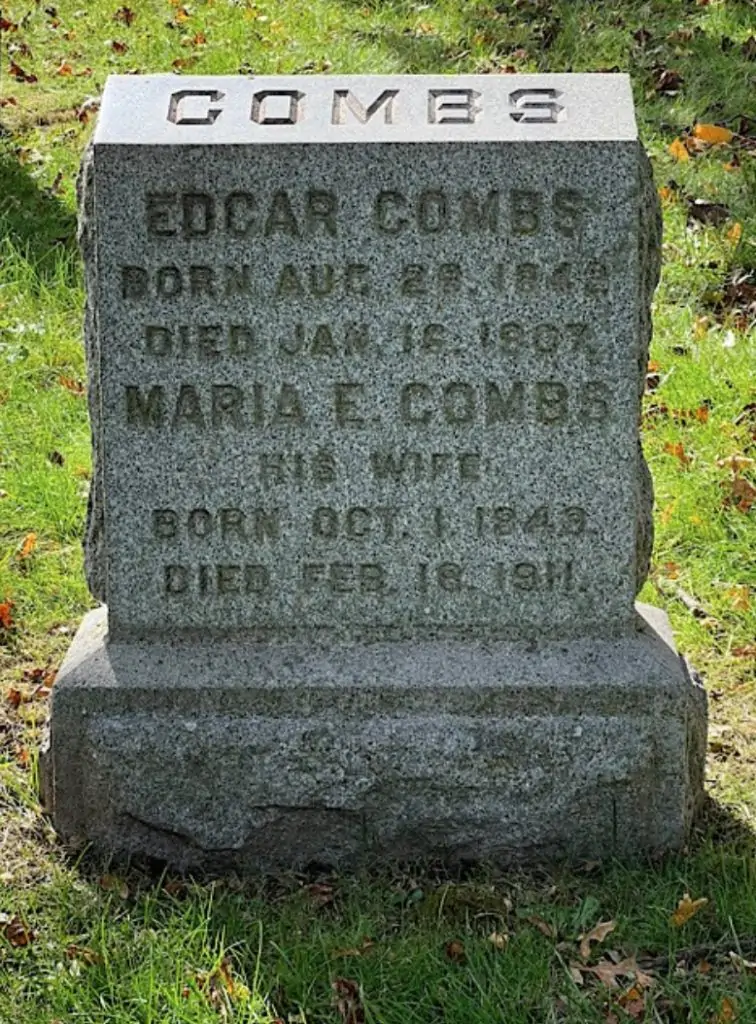 COMBS
EDGAR COMBS
BORN AUG. 28. 1842
DIED JAN. 16. 1907.
MARIA E. COMBS
HIS WIFE
BORN OCT. 1. 1843.
DIED FEB. 16. 1911.